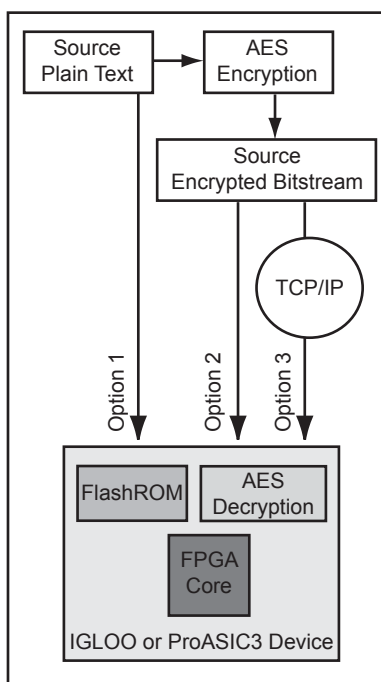 Source
Plain Text
AES
Encryption
Source
Encrypted Bitstream
TCP/IP
Option 1
Option 2
Option 3
FlashROM
AES
Decryption
FPGA
Core
IGLOO or ProASIC3 Device